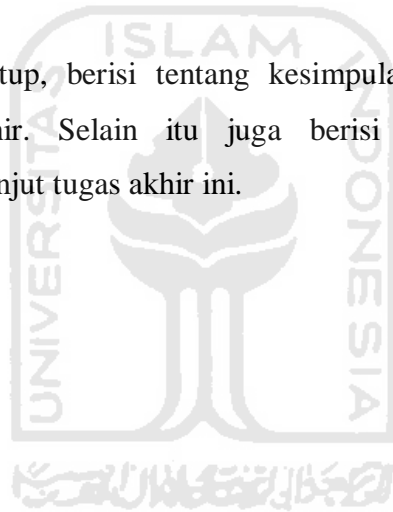 ISLAM
tup, berisi tentang kesimpula
ir. Selain itu juga berisi
njut tugas akhir ini.
UNIVERSITAS
INDONESIA